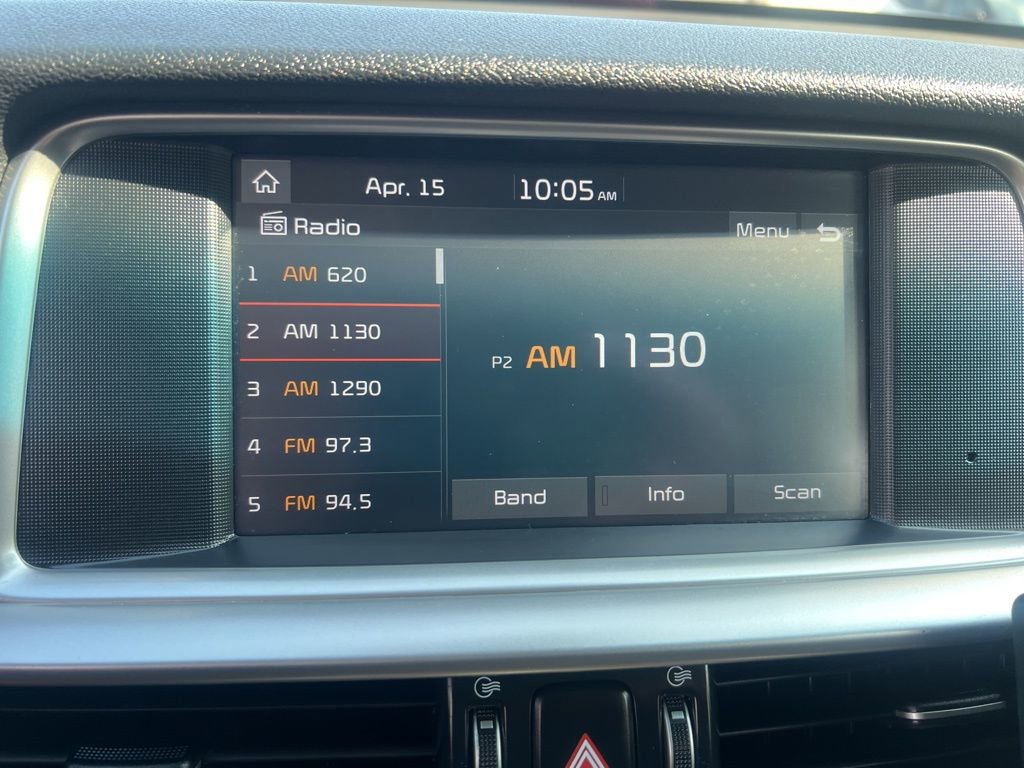 Apr. 15 10:05 AM
Radio Menu
1 AM 620
2 AM 1130
3 AM 1290
4 FM 97.3
5 FM 94.5
P2 AM 1130
Band Info Scan